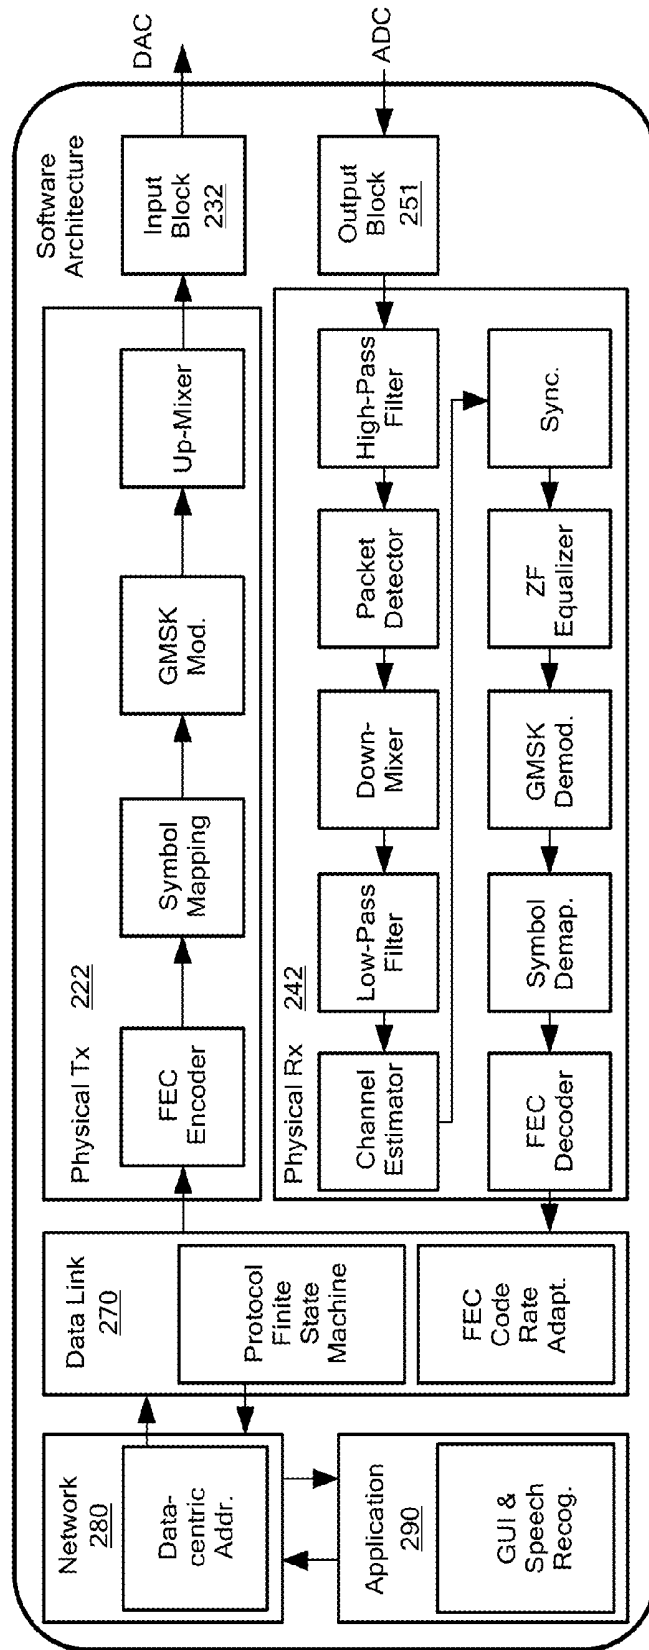 Software
Architecture
DAC
ADC
Network
280
Data-
centric
Addr.
Application
290
GUI &
Speech
Recog.
Data Link
270
Protocol
Finite
State
Machine
FEC
Code
Rate
Adapt.
Physical Tx
222
FEC
Encoder
Symbol
Mapping
GMSK
Mod.
Up-Mixer
Input
Block
232
Physical Rx
242
Output
Block
251
High-Pass
Filter
Packet
Detector
Down-
Mixer
Low-Pass
Filter
Channel
Estimator
Sync.
ZF
Equalizer
GMSK
Demod.
Symbol
Demap.
FEC
Decoder